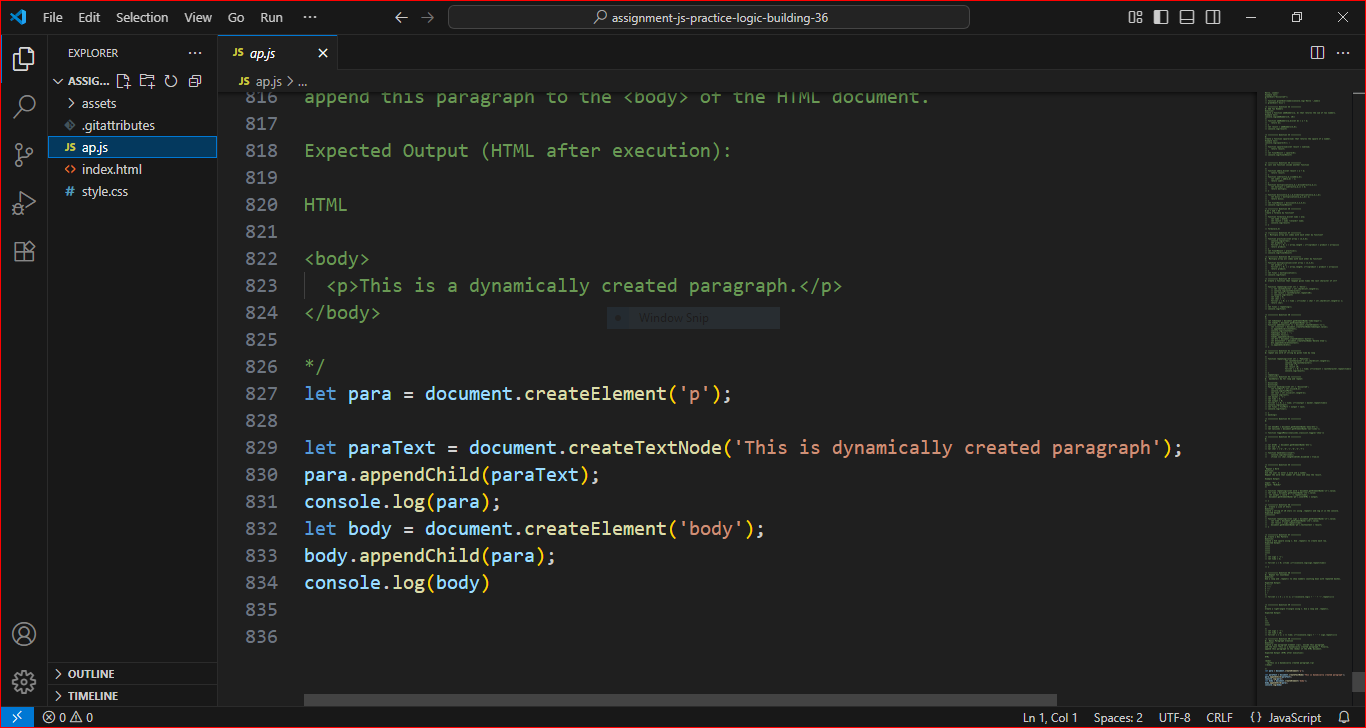 File Edit Selection View Go Run ···
assignment-js-practice-logic-building-36
EXPLORER
ASSIG...
assets
.gitattributes
JS ap.js
index.html
# style.css
OUTLINE
TIMELINE
JS ap.js
JS ap.js > ...
816 append this paragraph to the <body> of the HTML document.
817
818 Expected Output (HTML after execution):
819
820 HTML
821
822 <body>
823   <p>This is a dynamically created paragraph.</p>
824 </body>
Window Snip
825
826 */
827 let para = document.createElement('p');
828
829 let paraText = document.createTextNode('This is dynamically created paragraph');
830 para.appendChild(paraText);
831 console.log(para);
832 let body = document.createElement('body');
833 body.appendChild(para);
834 console.log(body)
835
836
0 0 Ln 1, Col 1 Spaces: 2 UTF-8 CRLF {} JavaScript